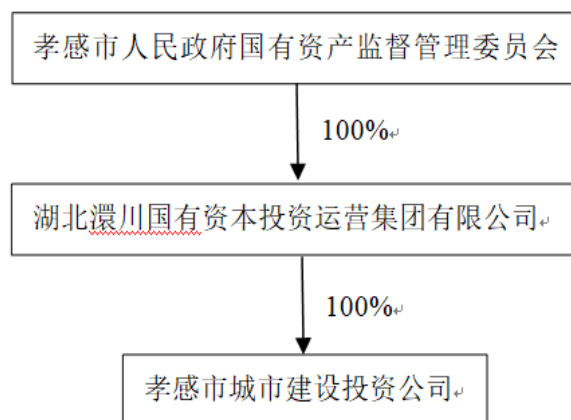 孝感市人民政府国有资产监督管理委员会
100%
湖北澴川国有资本投资运营集团有限公司
100%
孝感市城市建设投资公司